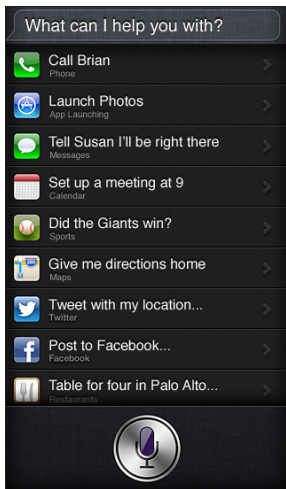 What can I help you with?
Call Brian
Phone
Launch Photos
App Launching
Tell Susan I'll be right there
Messages
Set up a meeting at 9
Calendar
Did the Giants win?
Sports
Give me directions home
Maps
Tweet with my location...
Twitter
Post to Facebook...
Facebook
Table for four in Palo Alto...
Restaurants